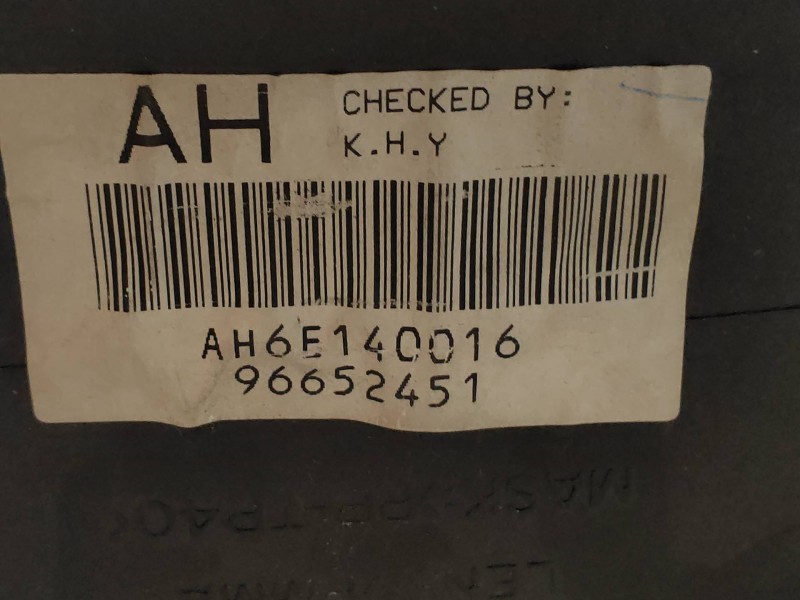 AH
CHECKED BY:
K.H.Y
AH6E140016
96652451